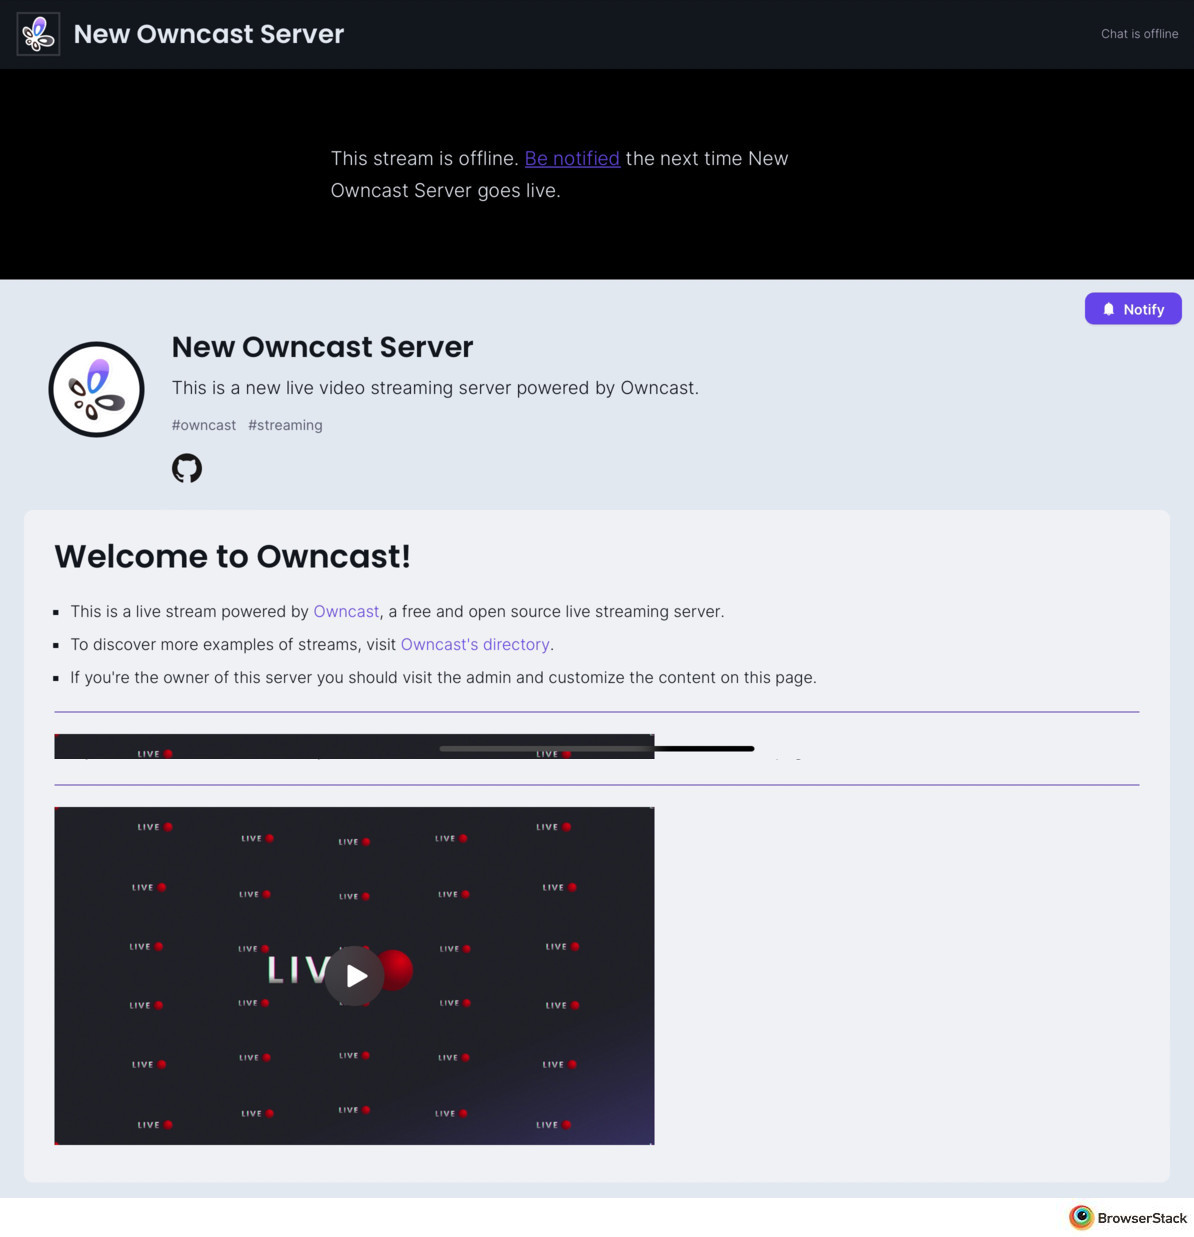 New Owncast Server
Chat is offline
This stream is offline. Be notified the next time New
Owncast Server goes live.
Notify
New Owncast Server
This is a new live video streaming server powered by Owncast.
#owncast #streaming
Welcome to Owncast!
This is a live stream powered by Owncast, a free and open source live streaming server.
To discover more examples of streams, visit Owncast's directory.
If you're the owner of this server you should visit the admin and customize the content on this page.
LIVE LIVE
LIVE LIVE LIVE LIVE LIVE
LIVE LIVE LIVE LIVE LIVE
LIVE LIVE LIVE LIVE
LIV
LIVE LIVE LIVE LIVE
LIVE LIVE LIVE LIVE LIVE
LIVE LIVE LIVE LIVE LIVE
BrowserStack